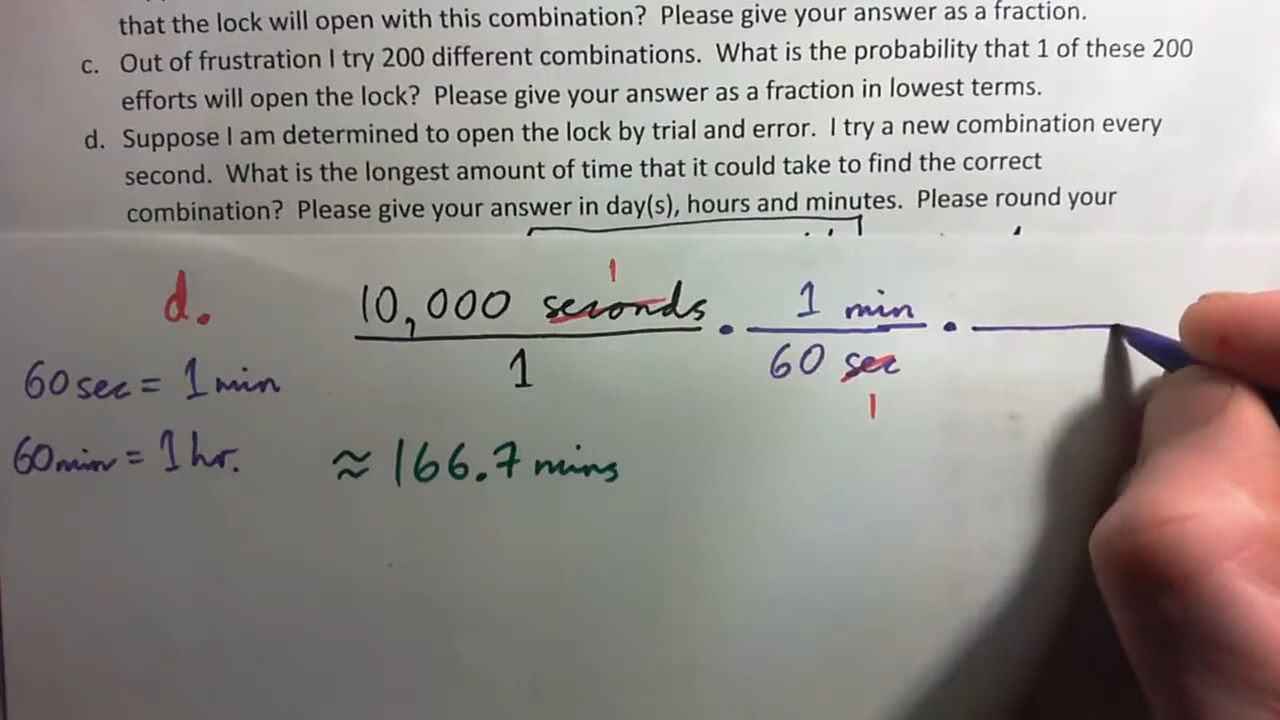 that the lock will open with this combination? Please give your answer as a fraction.
c. Out of frustration I try 200 different combinations. What is the probability that 1 of these 200
efforts will open the lock? Please give your answer as a fraction in lowest terms.
d. Suppose I am determined to open the lock by trial and error. I try a new combination every
second. What is the longest amount of time that it could take to find the correct
combination? Please give your answer in day(s), hours and minutes. Please round your
d.
1
10,000 seconds . 1 min .
1 60 sec
1
60 sec = 1 min
60 min = 1 hr.
≈ 166.7 mins